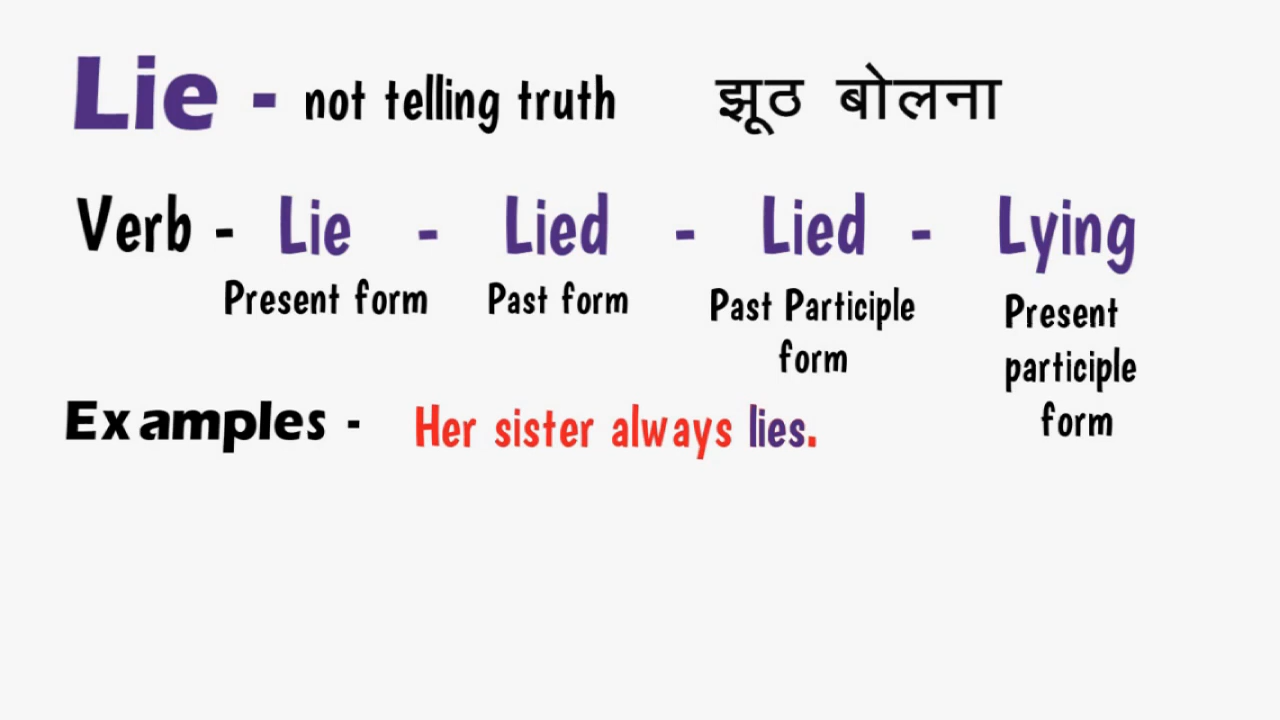 Lie - not telling truth झूठ बोलना
Verb - Lie - Lied - Lied - Lying
Present form Past form Past Participle form Present participle form
Examples - Her sister always lies.